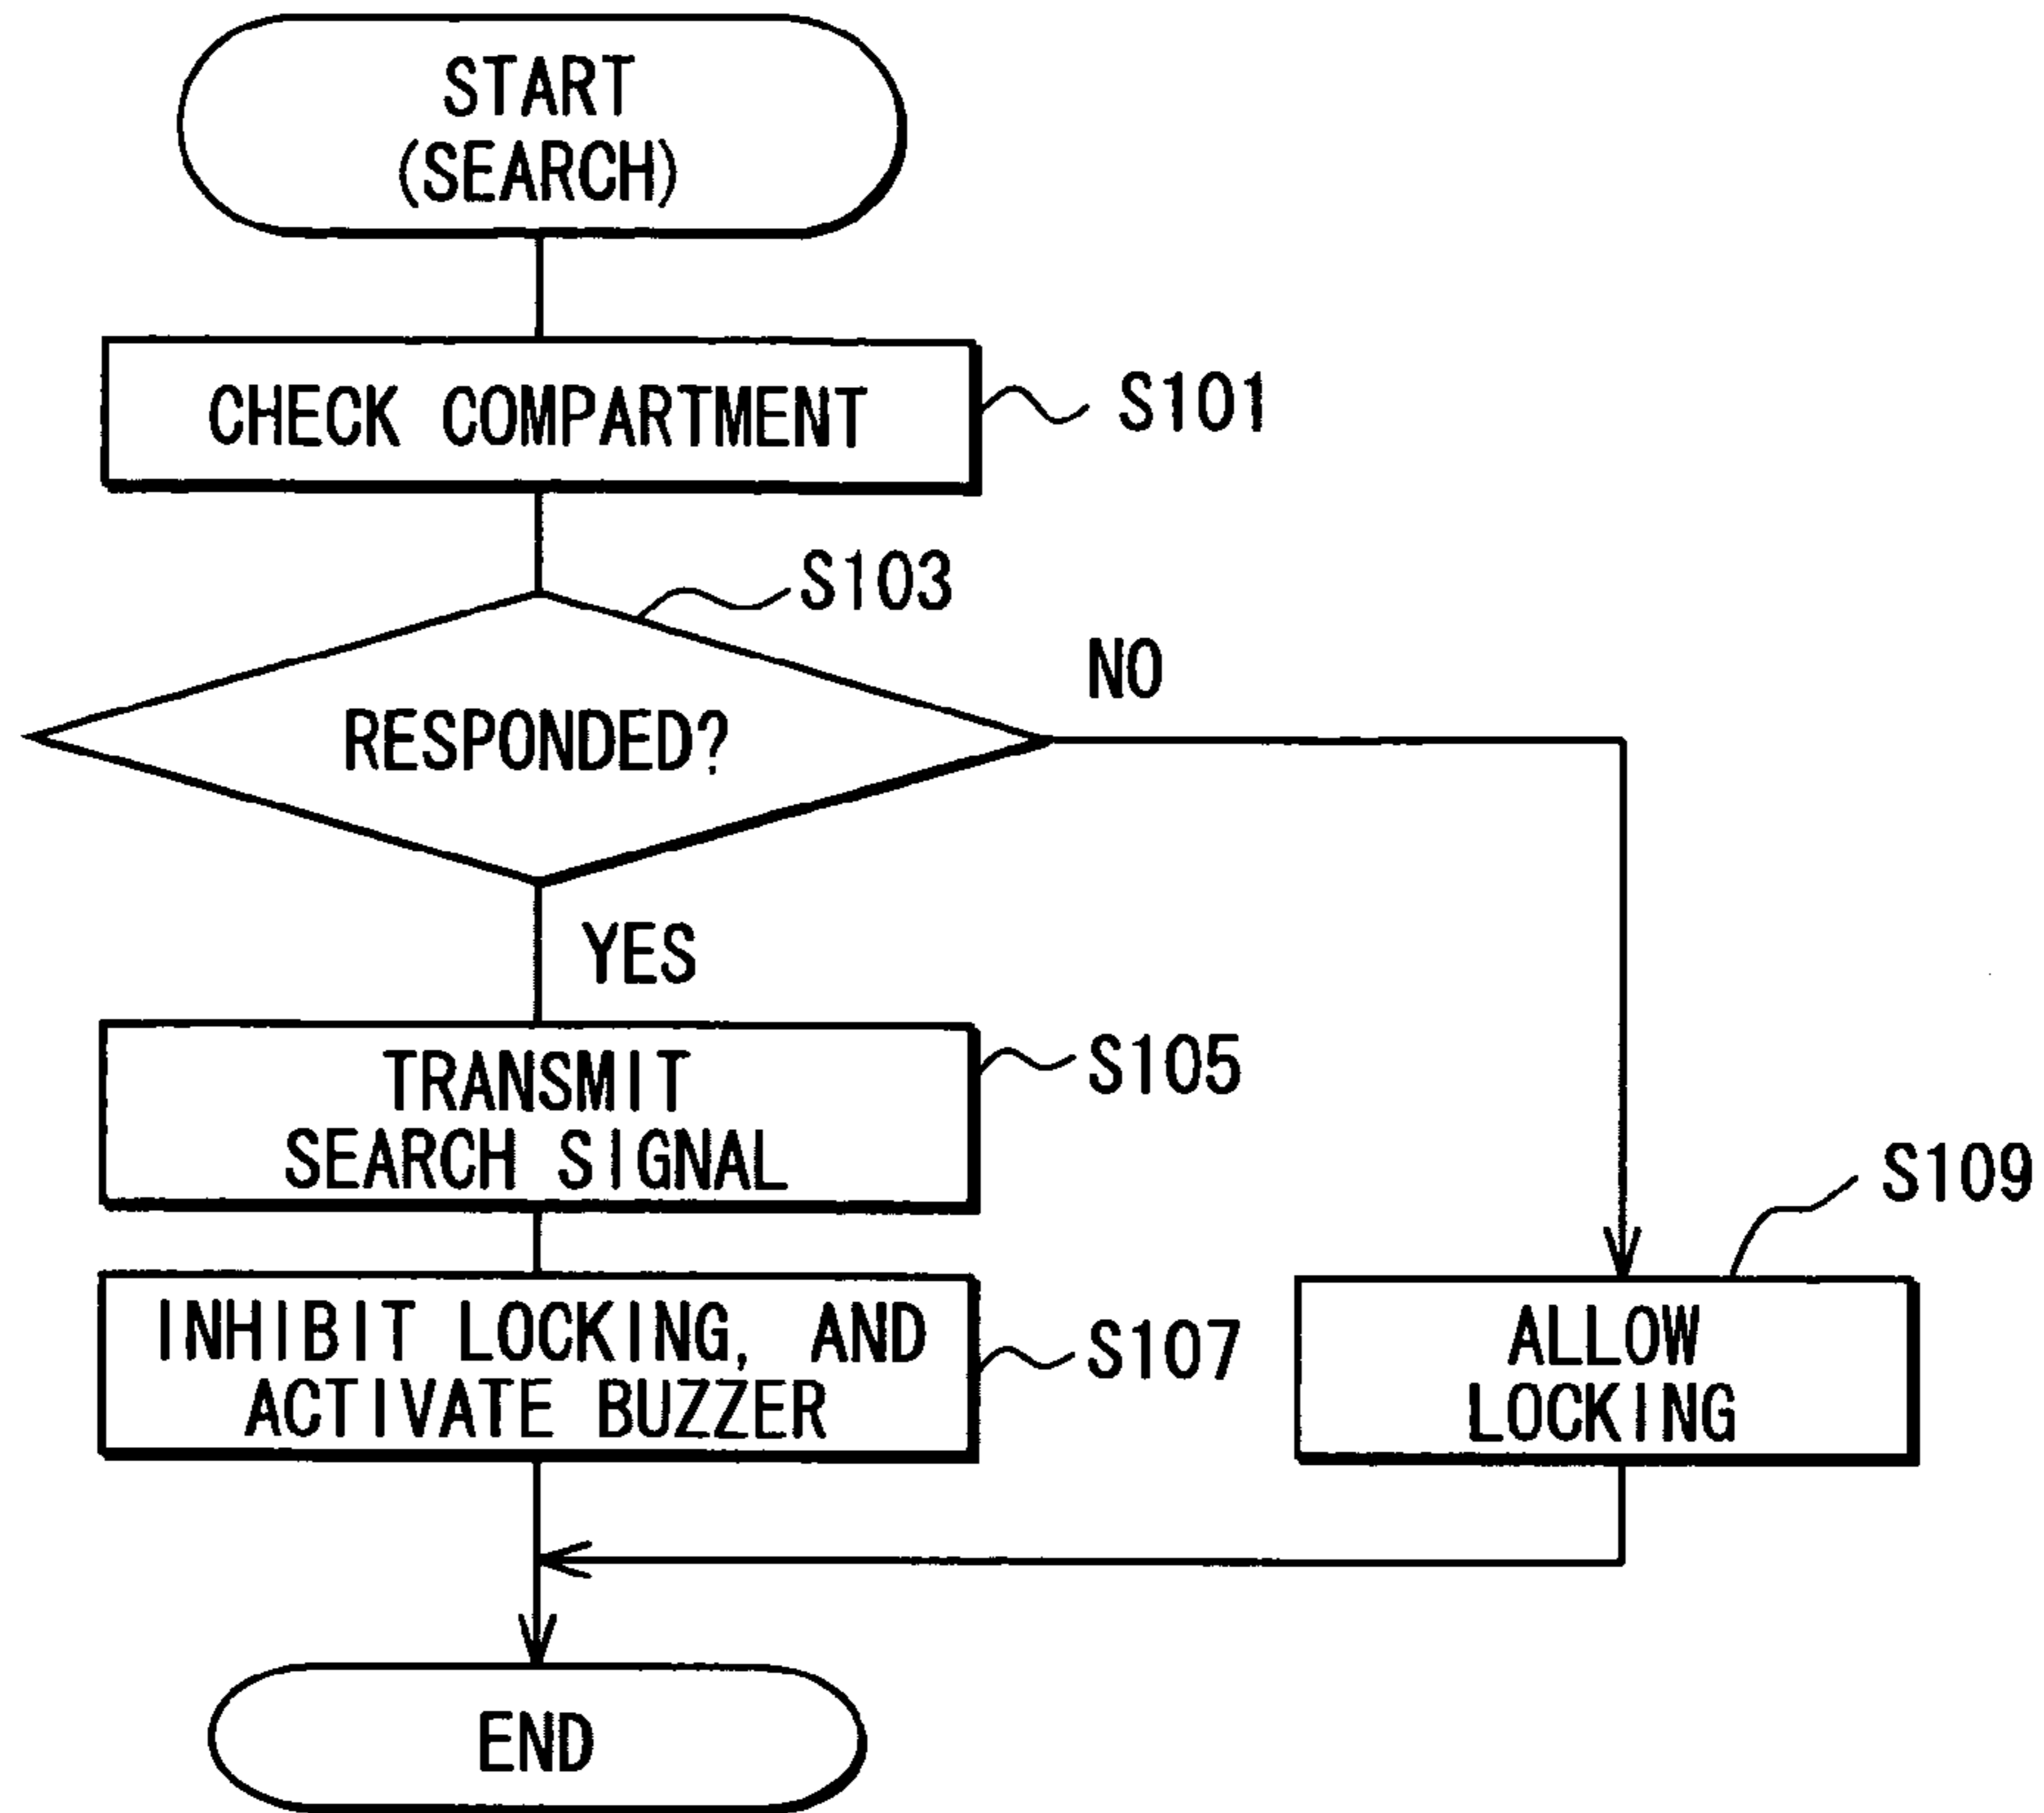 START
(SEARCH)
CHECK COMPARTMENT
S101
S103
RESPONDED?
NO
YES
TRANSMIT
SEARCH SIGNAL
S105
INHIBIT LOCKING, AND
ACTIVATE BUZZER
S107
S109
ALLOW
LOCKING
END